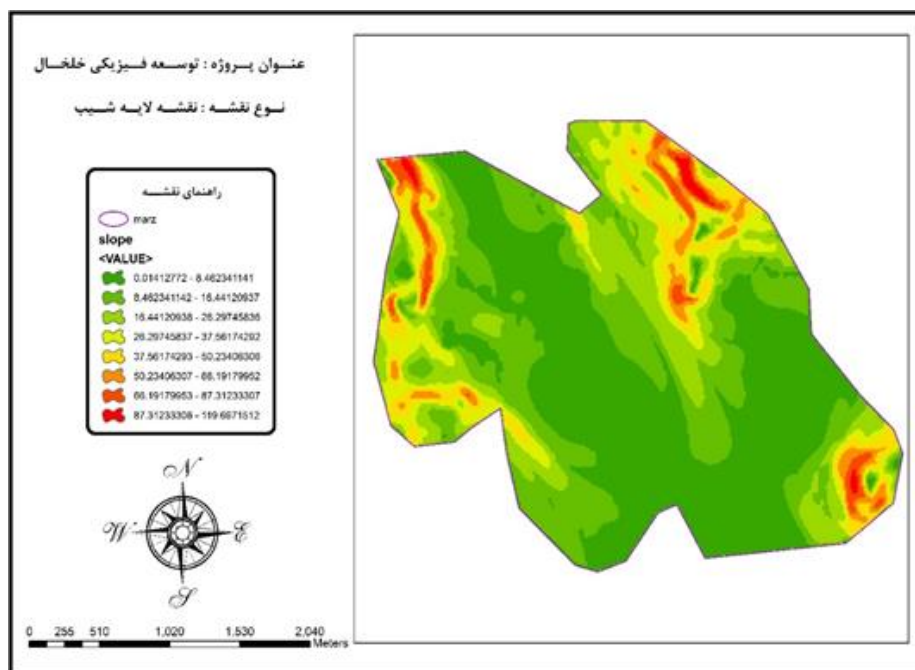 عنوان پروژه : توسعه فیزیکی خلخال
نوع نقشه : نقشه لایه شیب
راهنمای نقشه
marz
slope
<VALUE>
0.01412772 - 8.462341141
8.462341142 - 16.44120937
16.44120938 - 26.29745836
26.29745837 - 37.56174292
37.56174293 - 50.23406306
50.23406307 - 66.19179952
66.19179953 - 87.31233307
87.31233308 - 119.6671512
N
W E
S
0 255 510 1,020 1,530 2,040
Meters